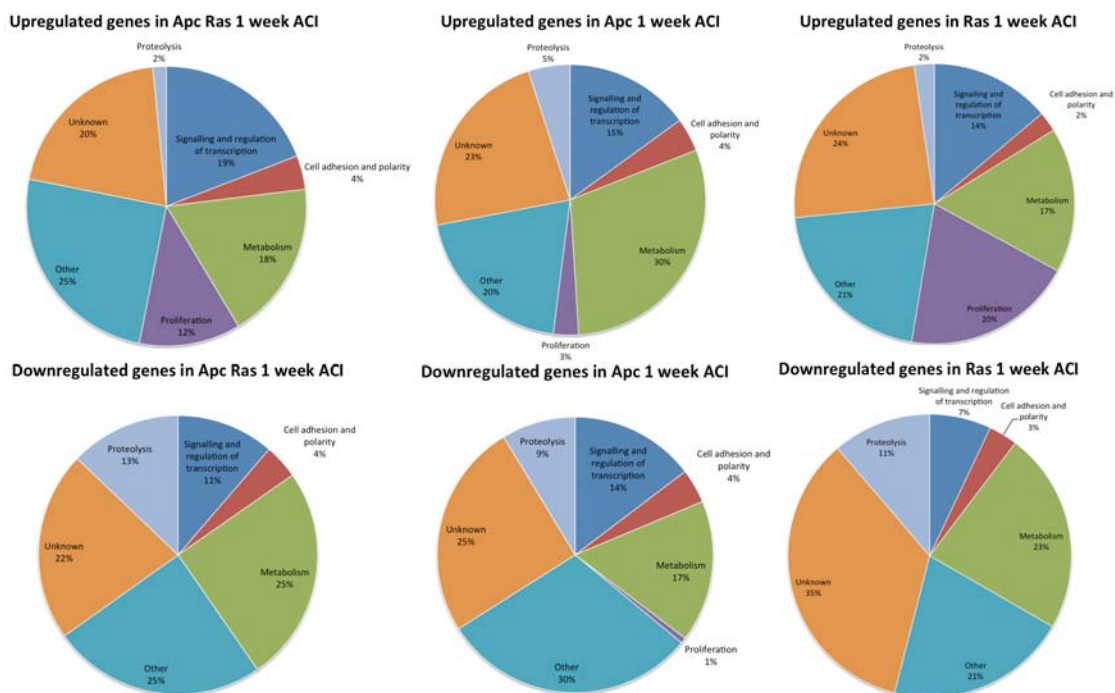 Upregulated genes in Apc Ras 1 week ACI
Proteolysis
2%
Signalling and regulation
of transcription
19%
Cell adhesion and polarity
4%
Metabolism
18%
Proliferation
12%
Other
25%
Unknown
20%
Upregulated genes in Apc 1 week ACI
Proteolysis
5%
Signalling and
regulation of
transcription
15%
Cell adhesion and
polarity
4%
Metabolism
30%
Proliferation
3%
Other
20%
Unknown
23%
Upregulated genes in Ras 1 week ACI
Proteolysis
2%
Signalling and
regulation of
transcription
14%
Cell adhesion and
polarity
2%
Metabolism
17%
Proliferation
20%
Other
21%
Unknown
24%
Downregulated genes in Apc Ras 1 week ACI
Proteolysis
13%
Signalling and
regulation of
transcription
11%
Cell adhesion and
polarity
4%
Metabolism
25%
Other
25%
Unknown
22%
Downregulated genes in Apc 1 week ACI
Proteolysis
9%
Signalling and
regulation of
transcription
14%
Cell adhesion and
polarity
4%
Metabolism
17%
Proliferation
1%
Other
30%
Unknown
25%
Downregulated genes in Ras 1 week ACI
Signalling and regulation
of transcription
7%
Cell adhesion and
polarity
3%
Proteolysis
11%
Metabolism
23%
Other
21%
Unknown
35%